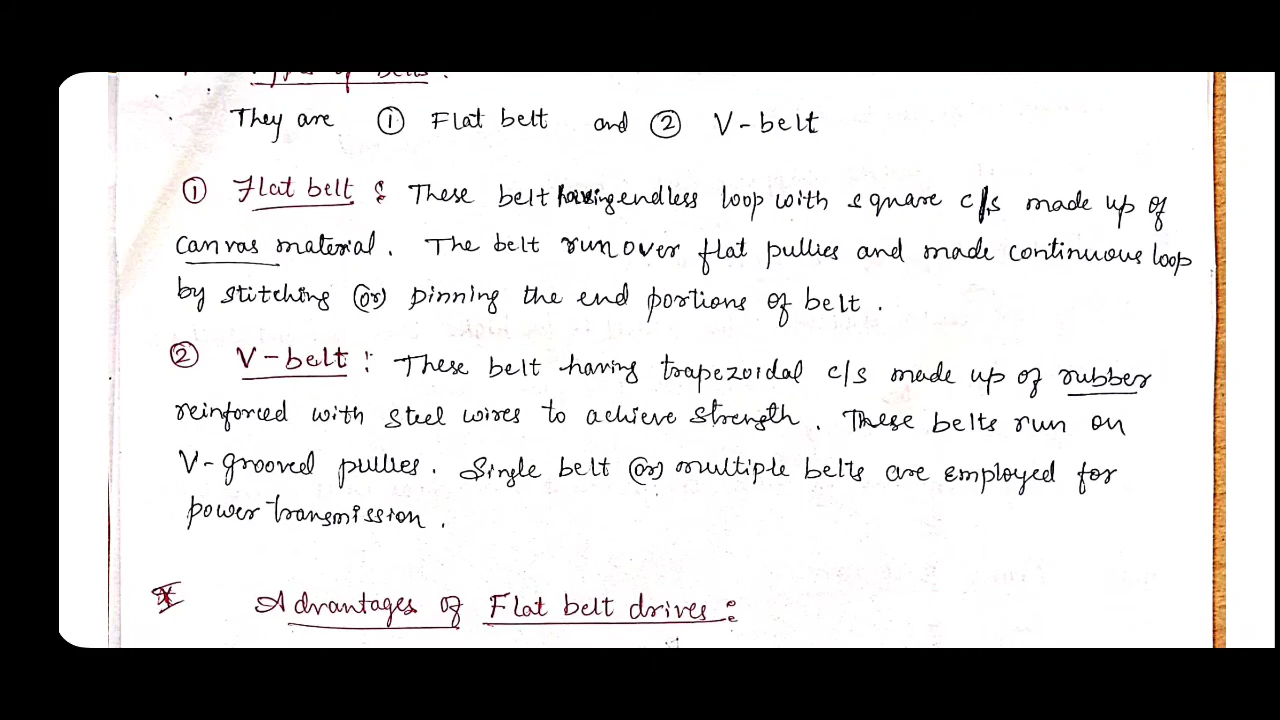 Types of belts:
They are ① Flat belt and ② V-belt
① Flat belt : These belt having endless loop with square c/s made up of
canvas material. The belt run over flat pullies and made continuous loop
by stitching (or) pinning the end portions of belt.
② V-belt : These belt having trapezoidal c/s made up of rubber
reinforced with steel wires to achieve strength. These belts run on
V-grooved pullies. Single belt (or) multiple belts are employed for
power transmission.
* Advantages of Flat belt drives :